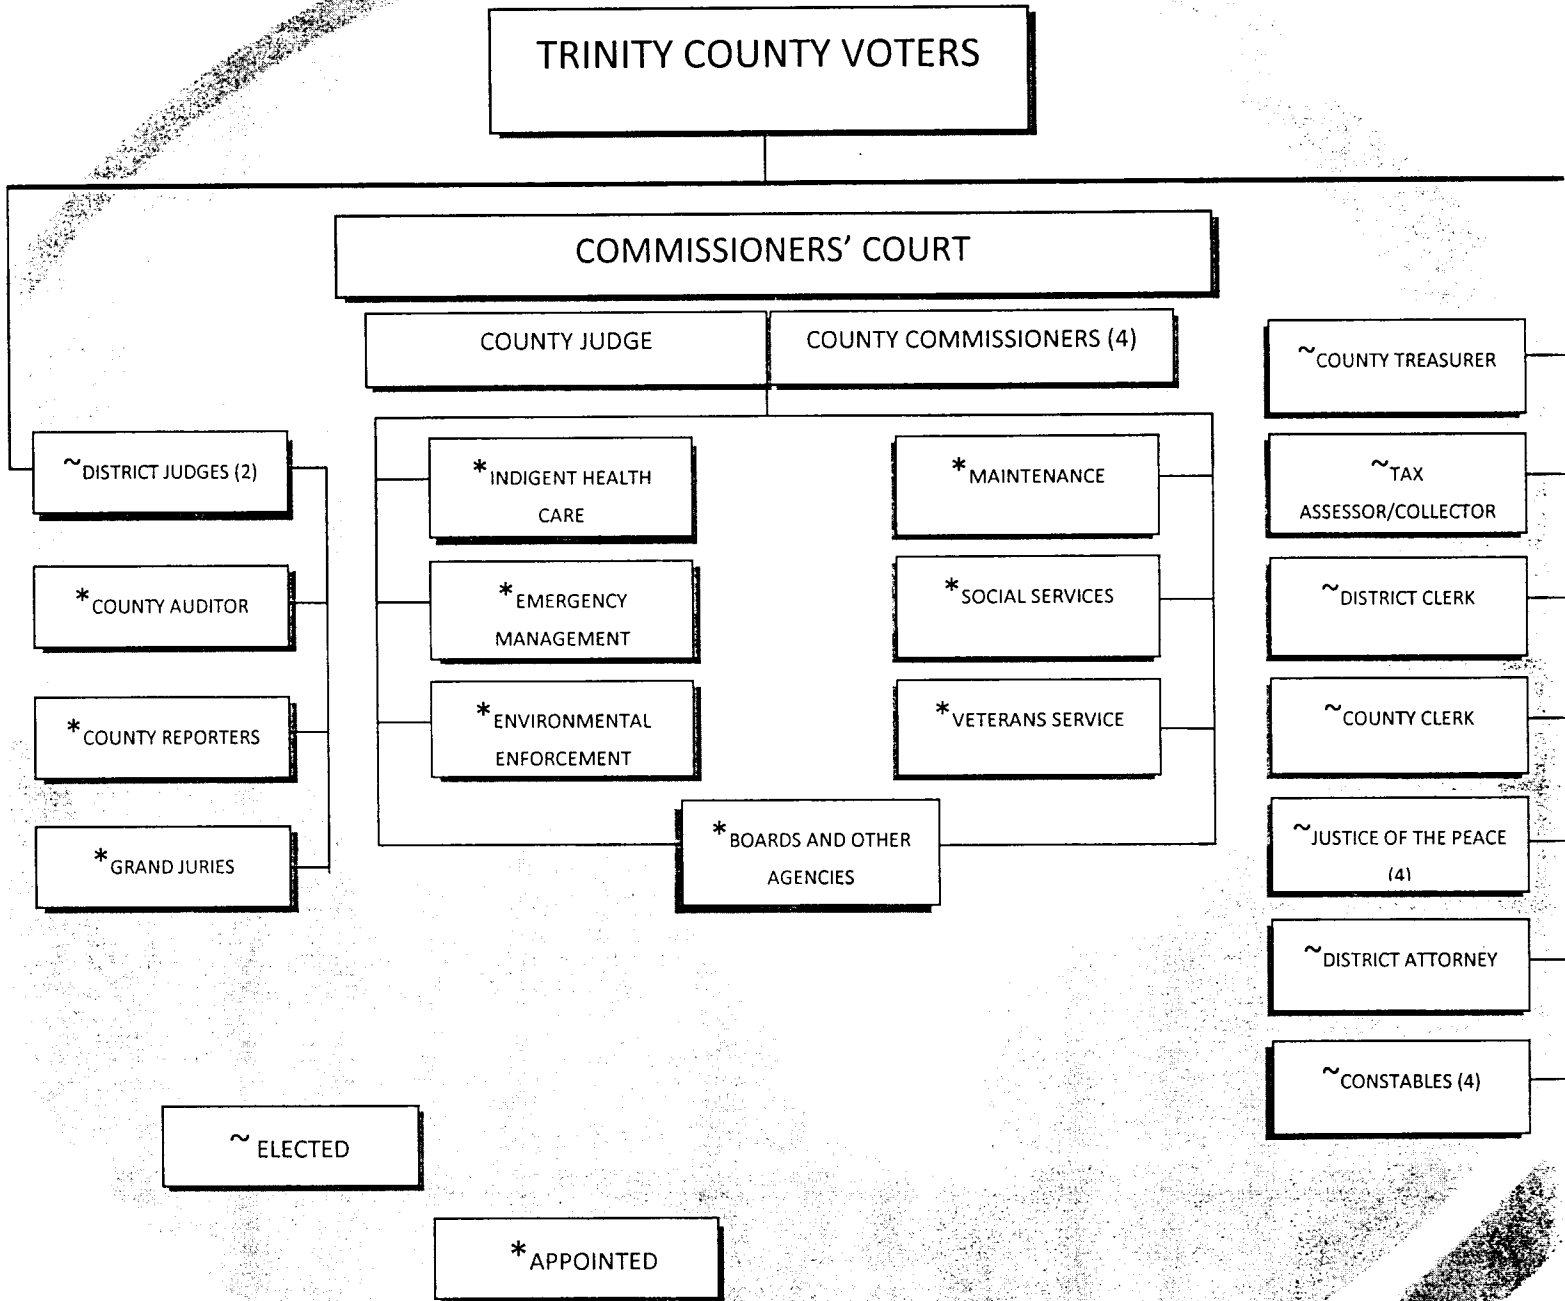 TRINITY COUNTY VOTERS
COMMISSIONERS' COURT
COUNTY JUDGE
COUNTY COMMISSIONERS (4)
~DISTRICT JUDGES (2)
*COUNTY AUDITOR
*COUNTY REPORTERS
*GRAND JURIES
*INDIGENT HEALTH
CARE
*EMERGENCY
MANAGEMENT
*ENVIRONMENTAL
ENFORCEMENT
*MAINTENANCE
*SOCIAL SERVICES
*VETERANS SERVICE
*BOARDS AND OTHER
AGENCIES
~COUNTY TREASURER
~TAX
ASSESSOR/COLLECTOR
~DISTRICT CLERK
~COUNTY CLERK
~JUSTICE OF THE PEACE
(4)
~DISTRICT ATTORNEY
~CONSTABLES (4)
~ ELECTED
*APPOINTED